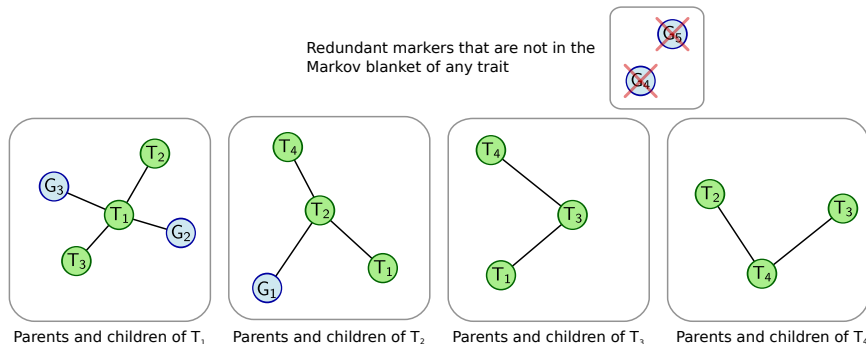 Redundant markers that are not in the
Markov blanket of any trait
G₅
G₄
T₂
G₃
T₁
G₂
T₃
T₄
T₂
G₁
T₁
T₄
T₃
T₁
T₂
T₃
T₄
Parents and children of T₁
Parents and children of T₂
Parents and children of T₃
Parents and children of T₄